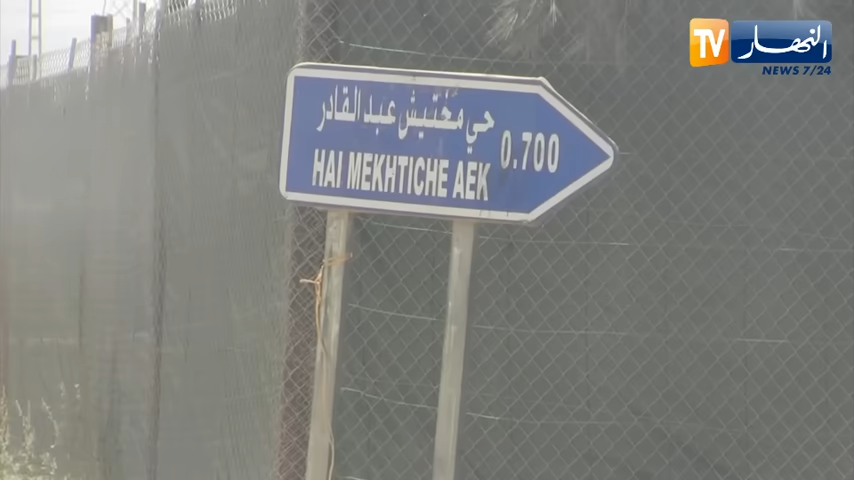 TV النهار
NEWS 7/24
حي مختيش عبد القادر
0.700
HAI MEKHTICHE AEK